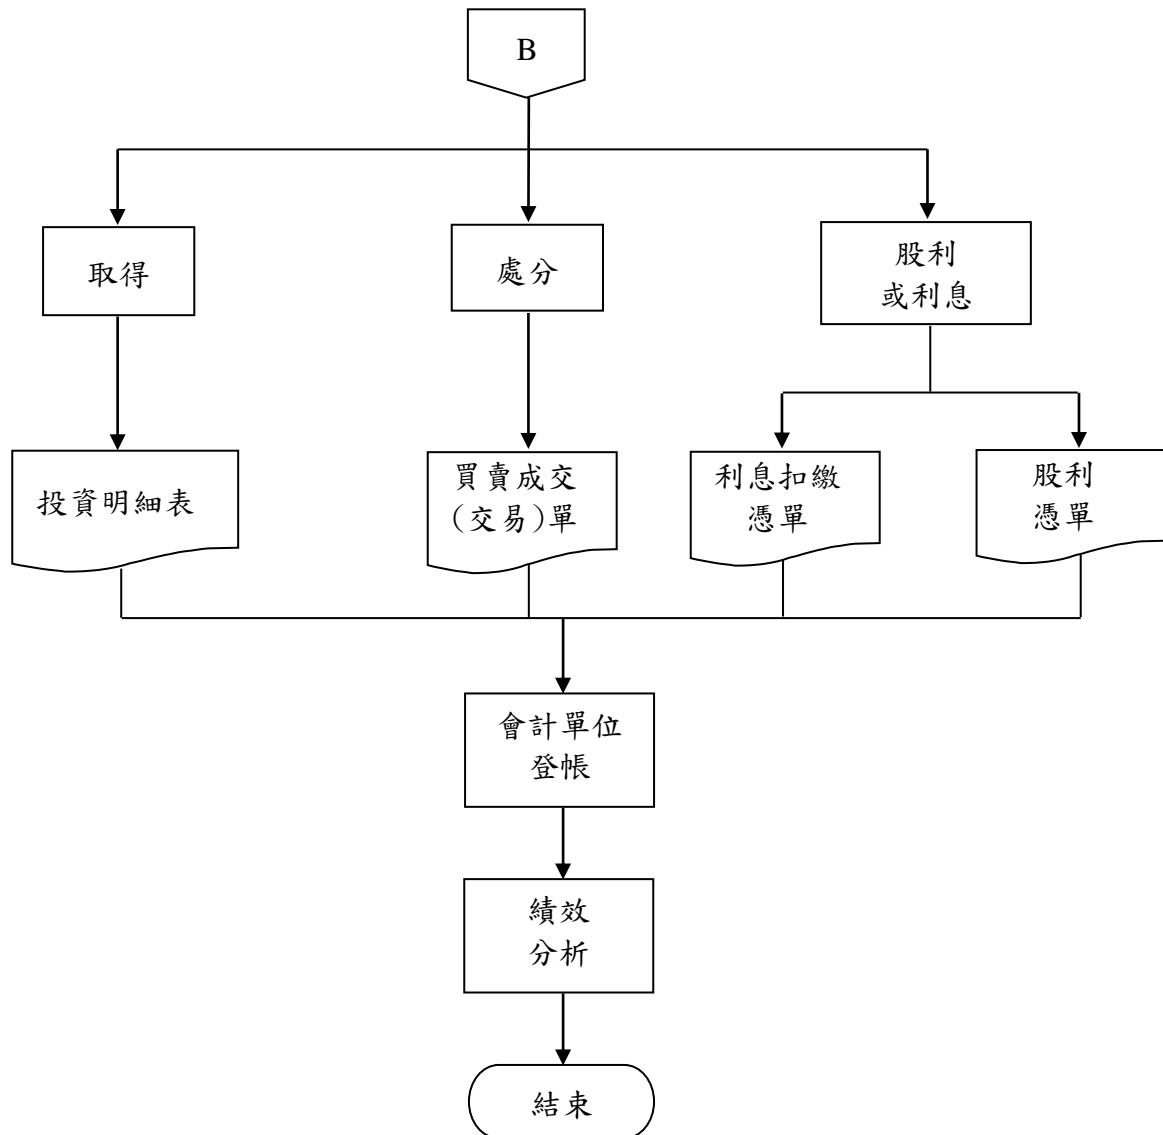 B
取得
處分
股利
或利息
投資明細表
買賣成交
(交易)單
利息扣繳
憑單
股利
憑單
會計單位
登帳
績效
分析
結束